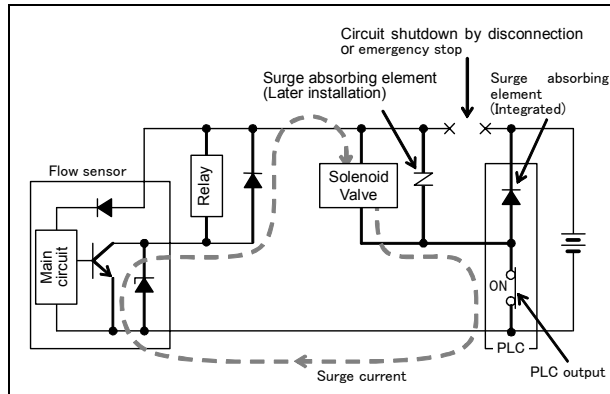 Circuit shutdown by disconnection
or emergency stop
Surge absorbing element
(Later installation)
Surge absorbing
element
(Integrated)
Flow sensor
Relay
Solenoid
Valve
Main
circuit
ON
PLC
PLC output
Surge current